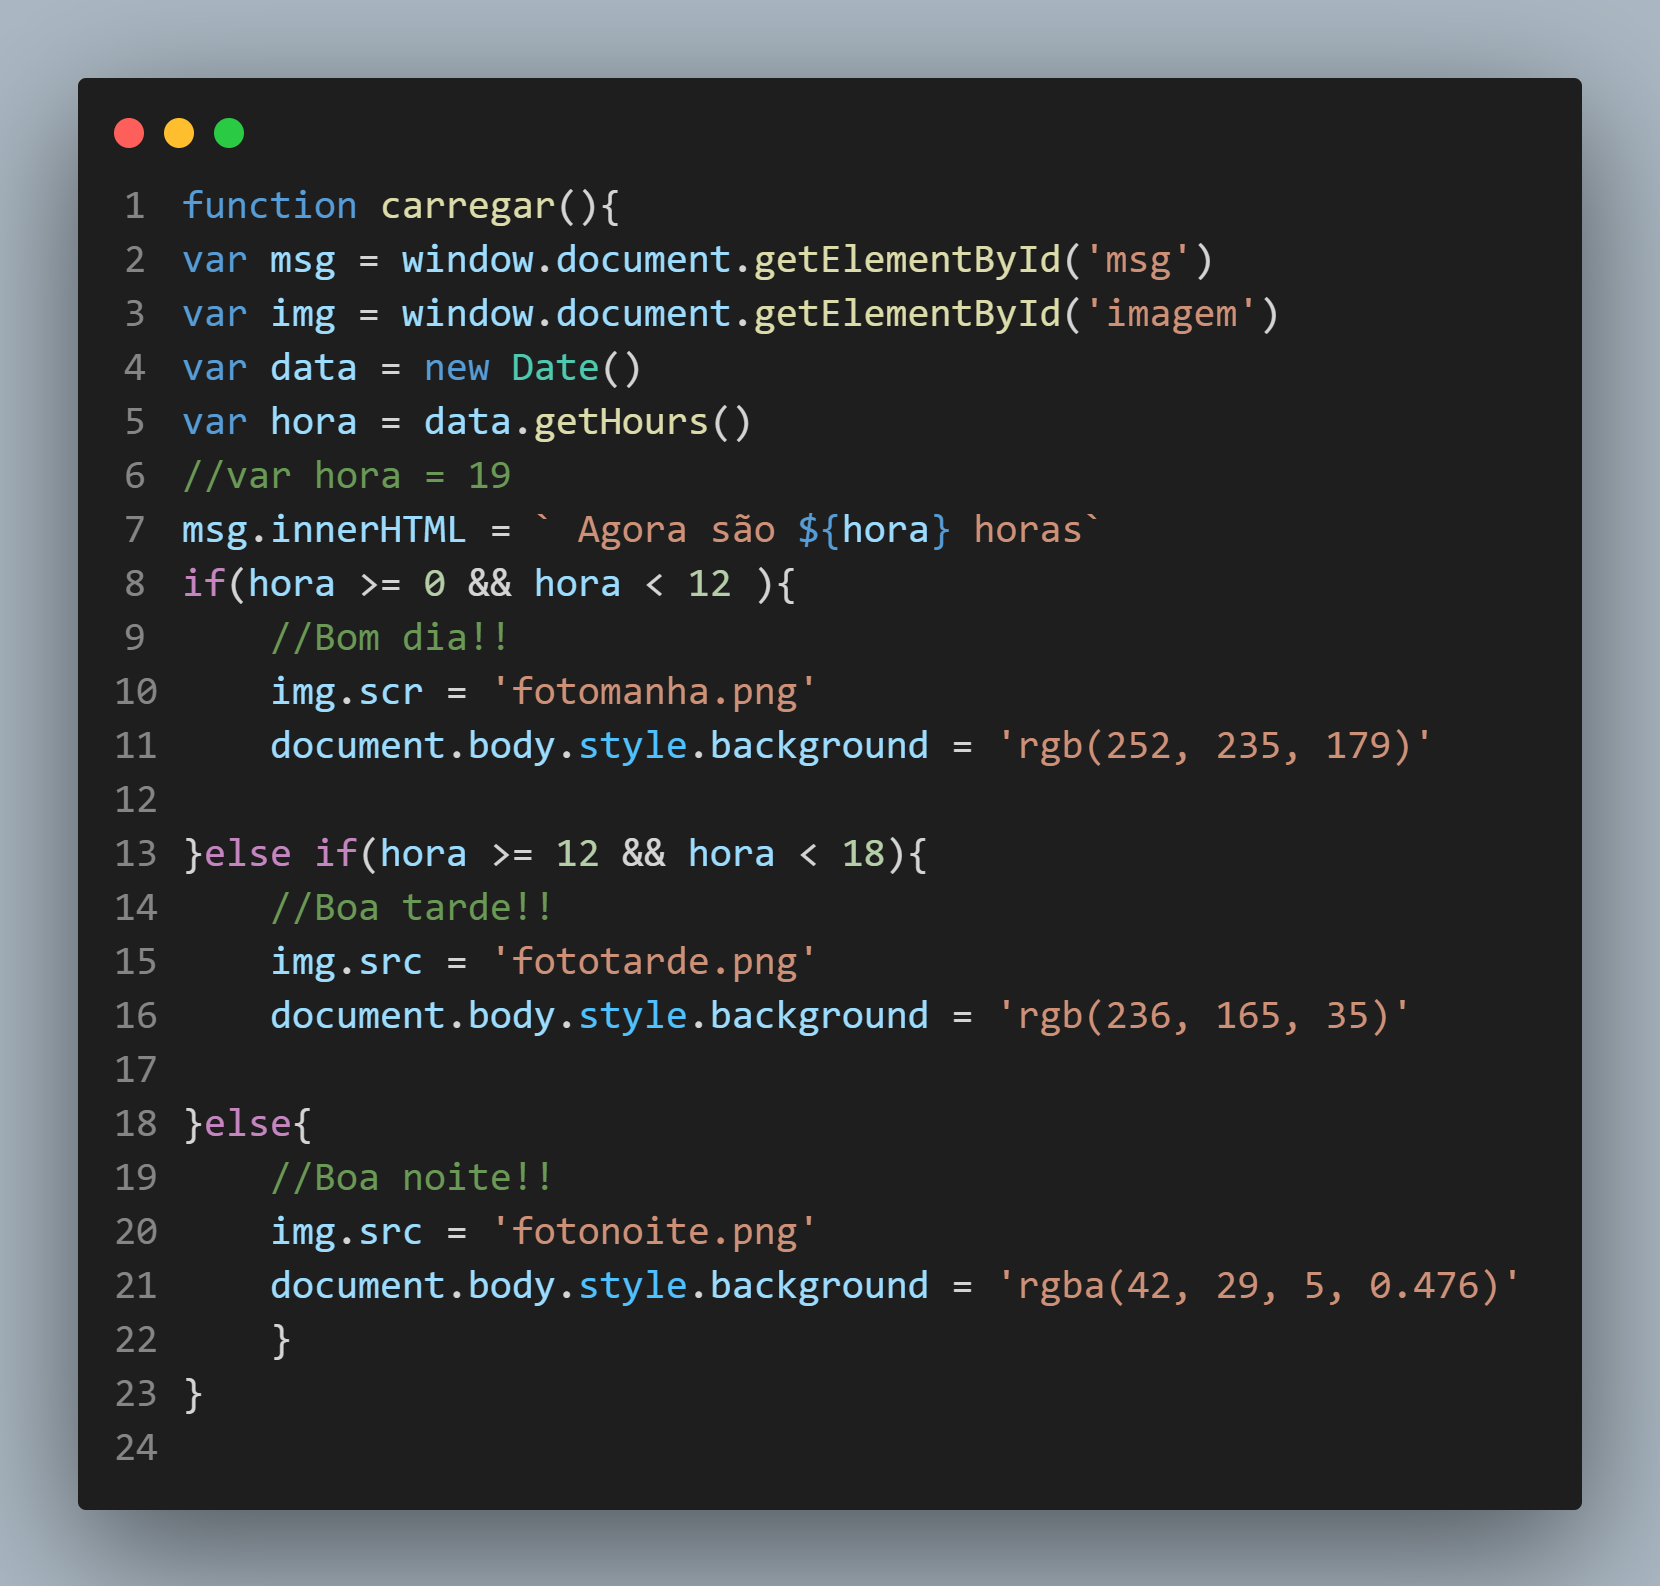 1 function carregar(){
2 var msg = window.document.getElementById('msg')
3 var img = window.document.getElementById('imagem')
4 var data = new Date()
5 var hora = data.getHours()
6 //var hora = 19
7 msg.innerHTML = ` Agora são ${hora} horas`
8 if(hora >= 0 && hora < 12 ){
9     //Bom dia!!
10     img.scr = 'fotomanha.png'
11     document.body.style.background = 'rgb(252, 235, 179)'
12
13 }else if(hora >= 12 && hora < 18){
14     //Boa tarde!!
15     img.src = 'fototarde.png'
16     document.body.style.background = 'rgb(236, 165, 35)'
17
18 }else{
19     //Boa noite!!
20     img.src = 'fotonoite.png'
21     document.body.style.background = 'rgba(42, 29, 5, 0.476)'
22     }
23 }
24